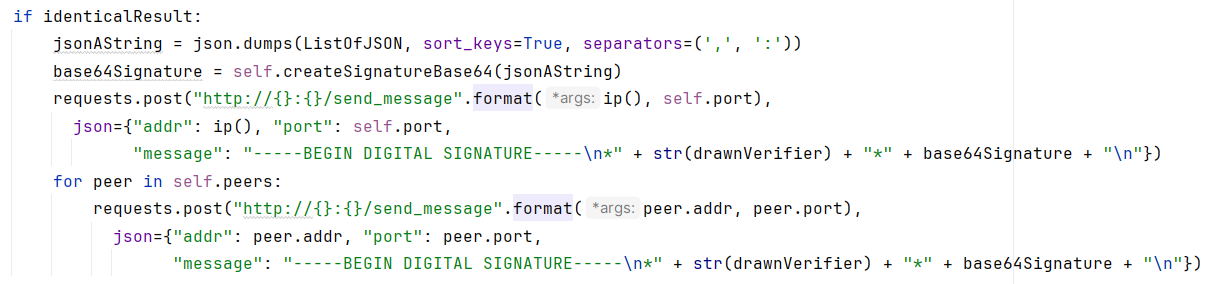 if identicalResult:
    jsonAString = json.dumps(ListOfJSON, sort_keys=True, separators=(',', ':'))
    base64Signature = self.createSignatureBase64(jsonAString)
    requests.post("http://{}:{}/send_message".format( *args: ip(), self.port),
      json={"addr": ip(), "port": self.port,
            "message": "-----BEGIN DIGITAL SIGNATURE-----\n*" + str(drawnVerifier) + "*" + base64Signature + "\n"})
    for peer in self.peers:
        requests.post("http://{}:{}/send_message".format( *args: peer.addr, peer.port),
          json={"addr": peer.addr, "port": peer.port,
                "message": "-----BEGIN DIGITAL SIGNATURE-----\n*" + str(drawnVerifier) + "*" + base64Signature + "\n"})